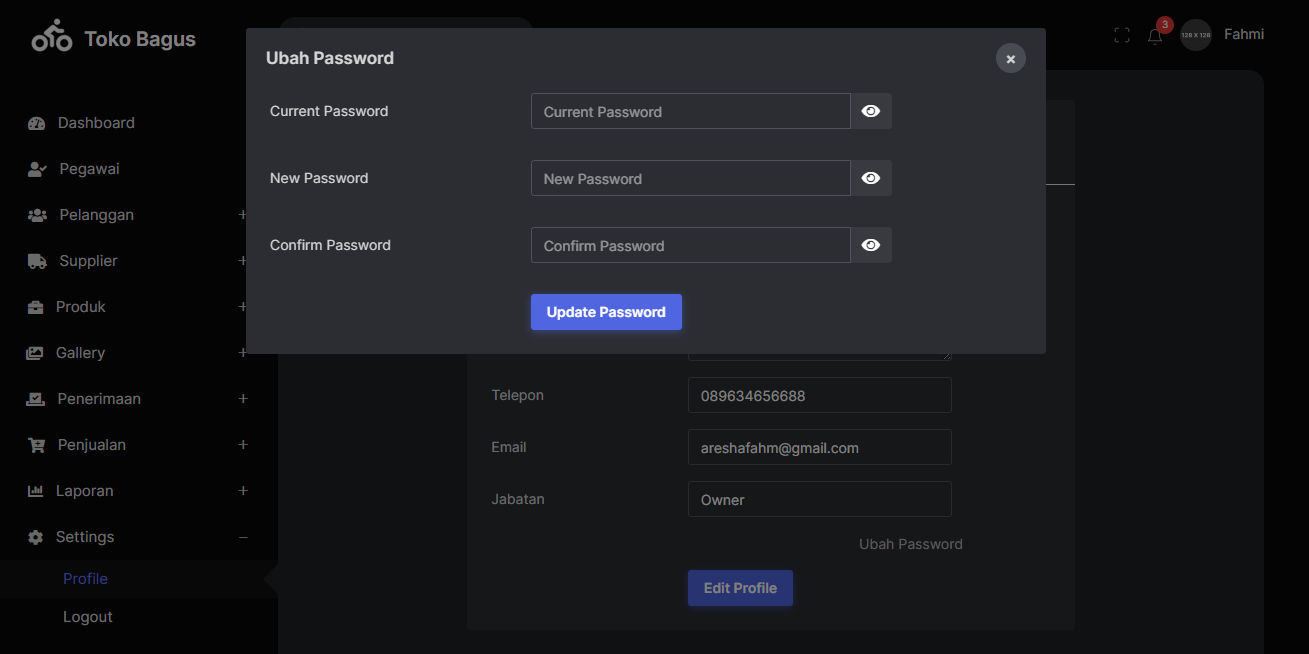 Toko Bagus
3
128 X 128
Fahmi
Dashboard
Pegawai
Pelanggan +
Supplier +
Produk +
Gallery +
Penerimaan +
Penjualan +
Laporan +
Settings −
Profile
Logout
Ubah Password
×
Current Password
Current Password
New Password
New Password
Confirm Password
Confirm Password
Update Password
Telepon
089634656688
Email
areshafahm@gmail.com
Jabatan
Owner
Ubah Password
Edit Profile